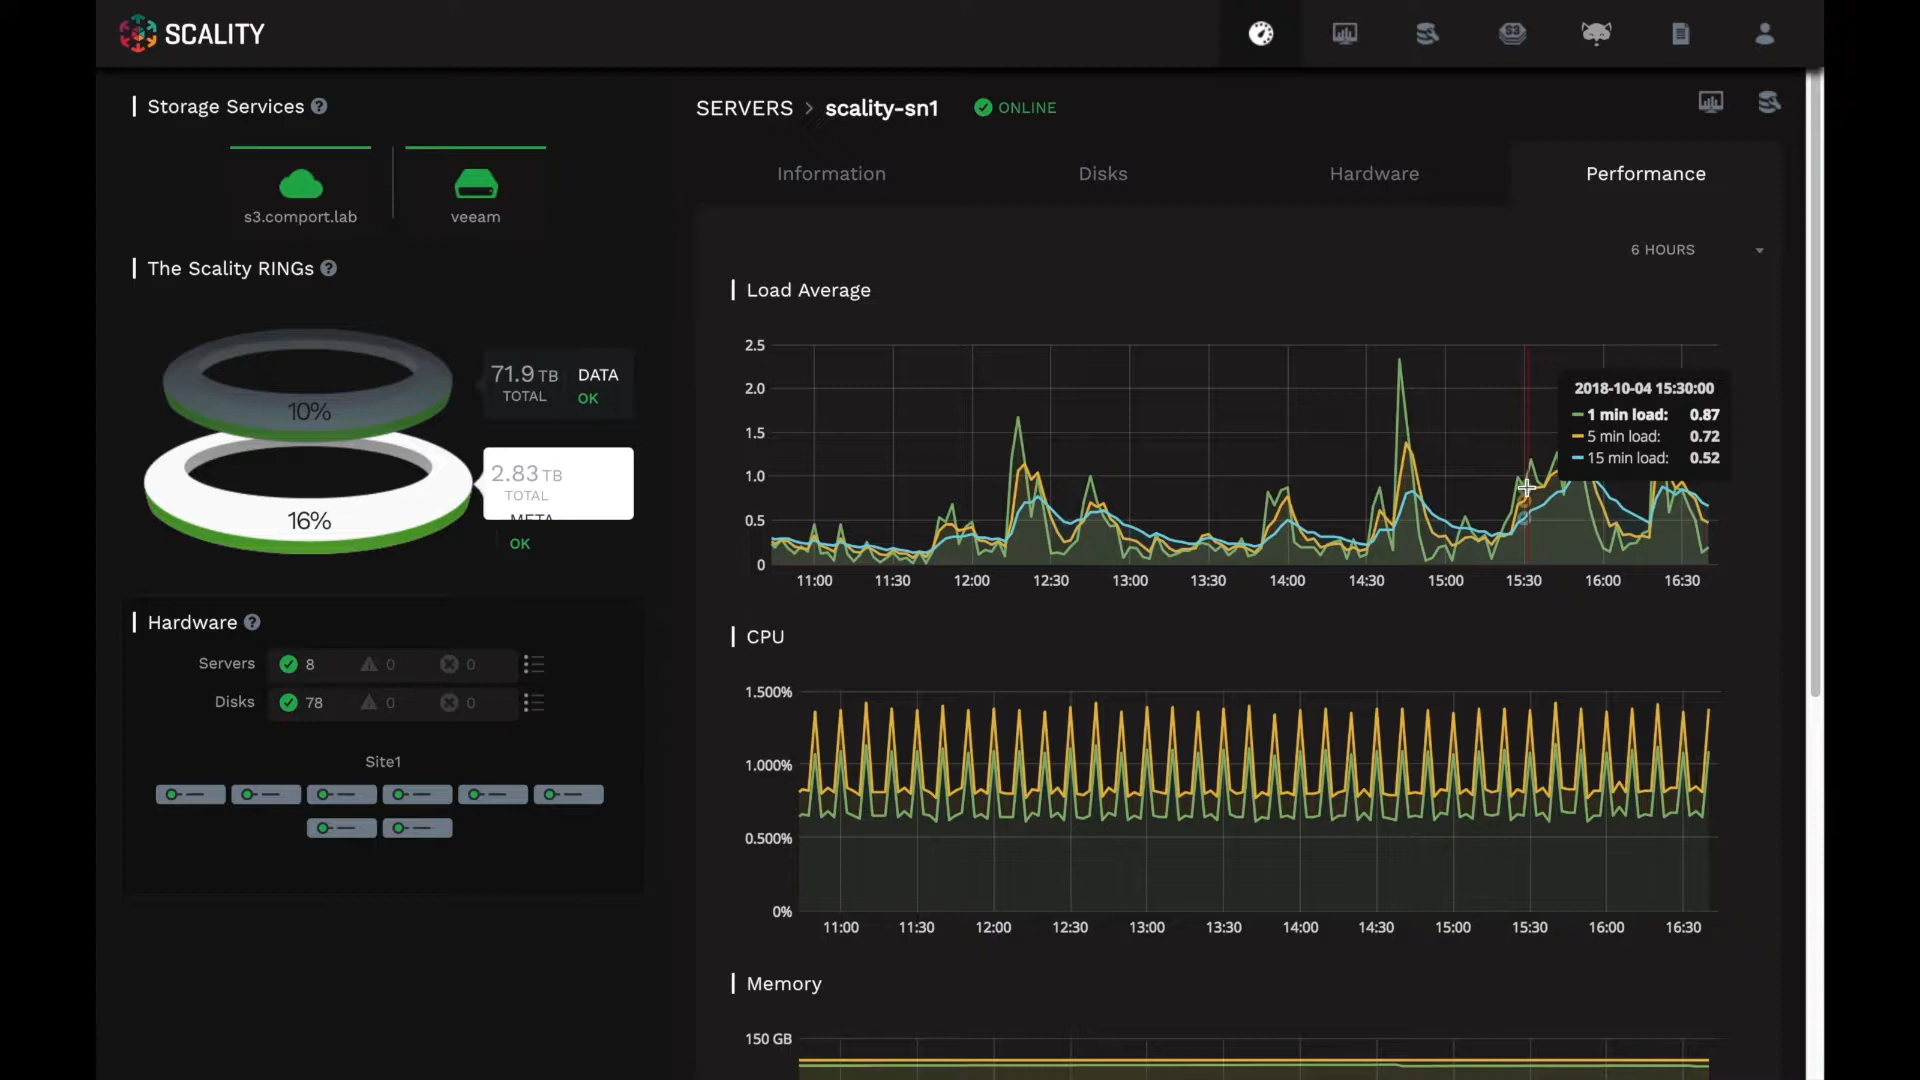 SCALITY
S3
Storage Services ?
s3.comport.lab
veeam
The Scality RINGs ?
10%
71.9 TB
TOTAL
DATA
OK
16%
2.83 TB
TOTAL
META
OK
Hardware ?
Servers 8 0 0
Disks 78 0 0
Site1
SERVERS > scality-sn1 ONLINE
Information Disks Hardware Performance
6 HOURS
Load Average
2.5
2.0
1.5
1.0
0.5
0
11:00 11:30 12:00 12:30 13:00 13:30 14:00 14:30 15:00 15:30 16:00 16:30
2018-10-04 15:30:00
1 min load: 0.87
5 min load: 0.72
15 min load: 0.52
CPU
1.500%
1.000%
0.500%
0%
11:00 11:30 12:00 12:30 13:00 13:30 14:00 14:30 15:00 15:30 16:00 16:30
Memory
150 GB